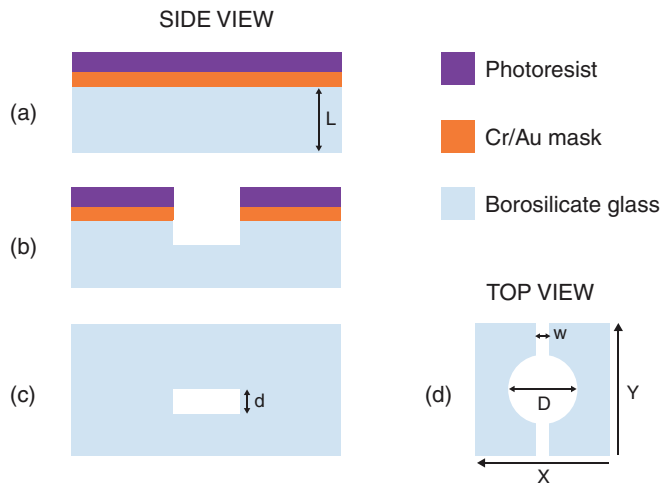 SIDE VIEW
(a)
L
Photoresist
Cr/Au mask
Borosilicate glass
(b)
(c)
d
TOP VIEW
(d)
w
D
Y
X